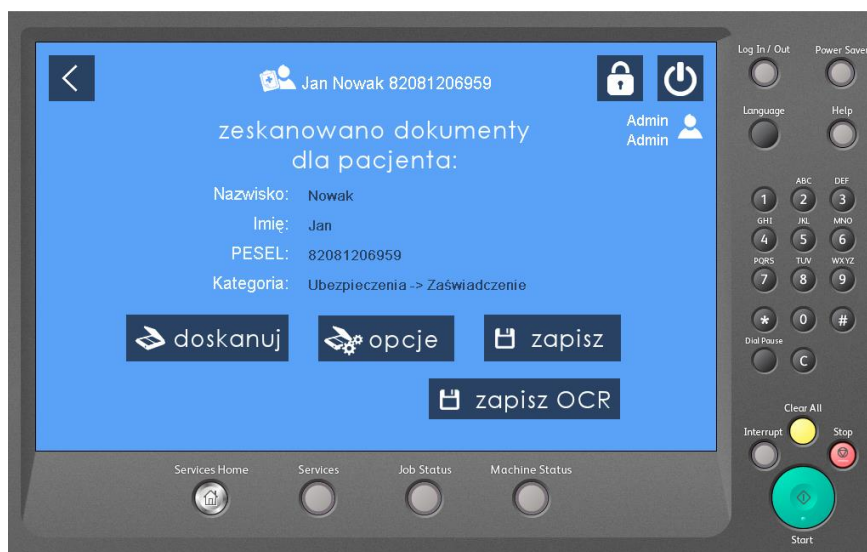 Jan Nowak 82081206959
Admin
Admin
zeskanowano dokumenty
dla pacjenta:
Nazwisko: Nowak
Imię: Jan
PESEL: 82081206959
Kategoria: Ubezpieczenia -> Zaświadczenie
doskanuj
opcje
zapisz
zapisz OCR
Services Home
Services
Job Status
Machine Status
Log In / Out
Power Saver
Language
Help
ABC DEF
1 2 3
GHI JKL MNO
4 5 6
PQRS TUV WXYZ
7 8 9
* 0 #
Dial Pause
C
Clear All
Interrupt
Stop
Start